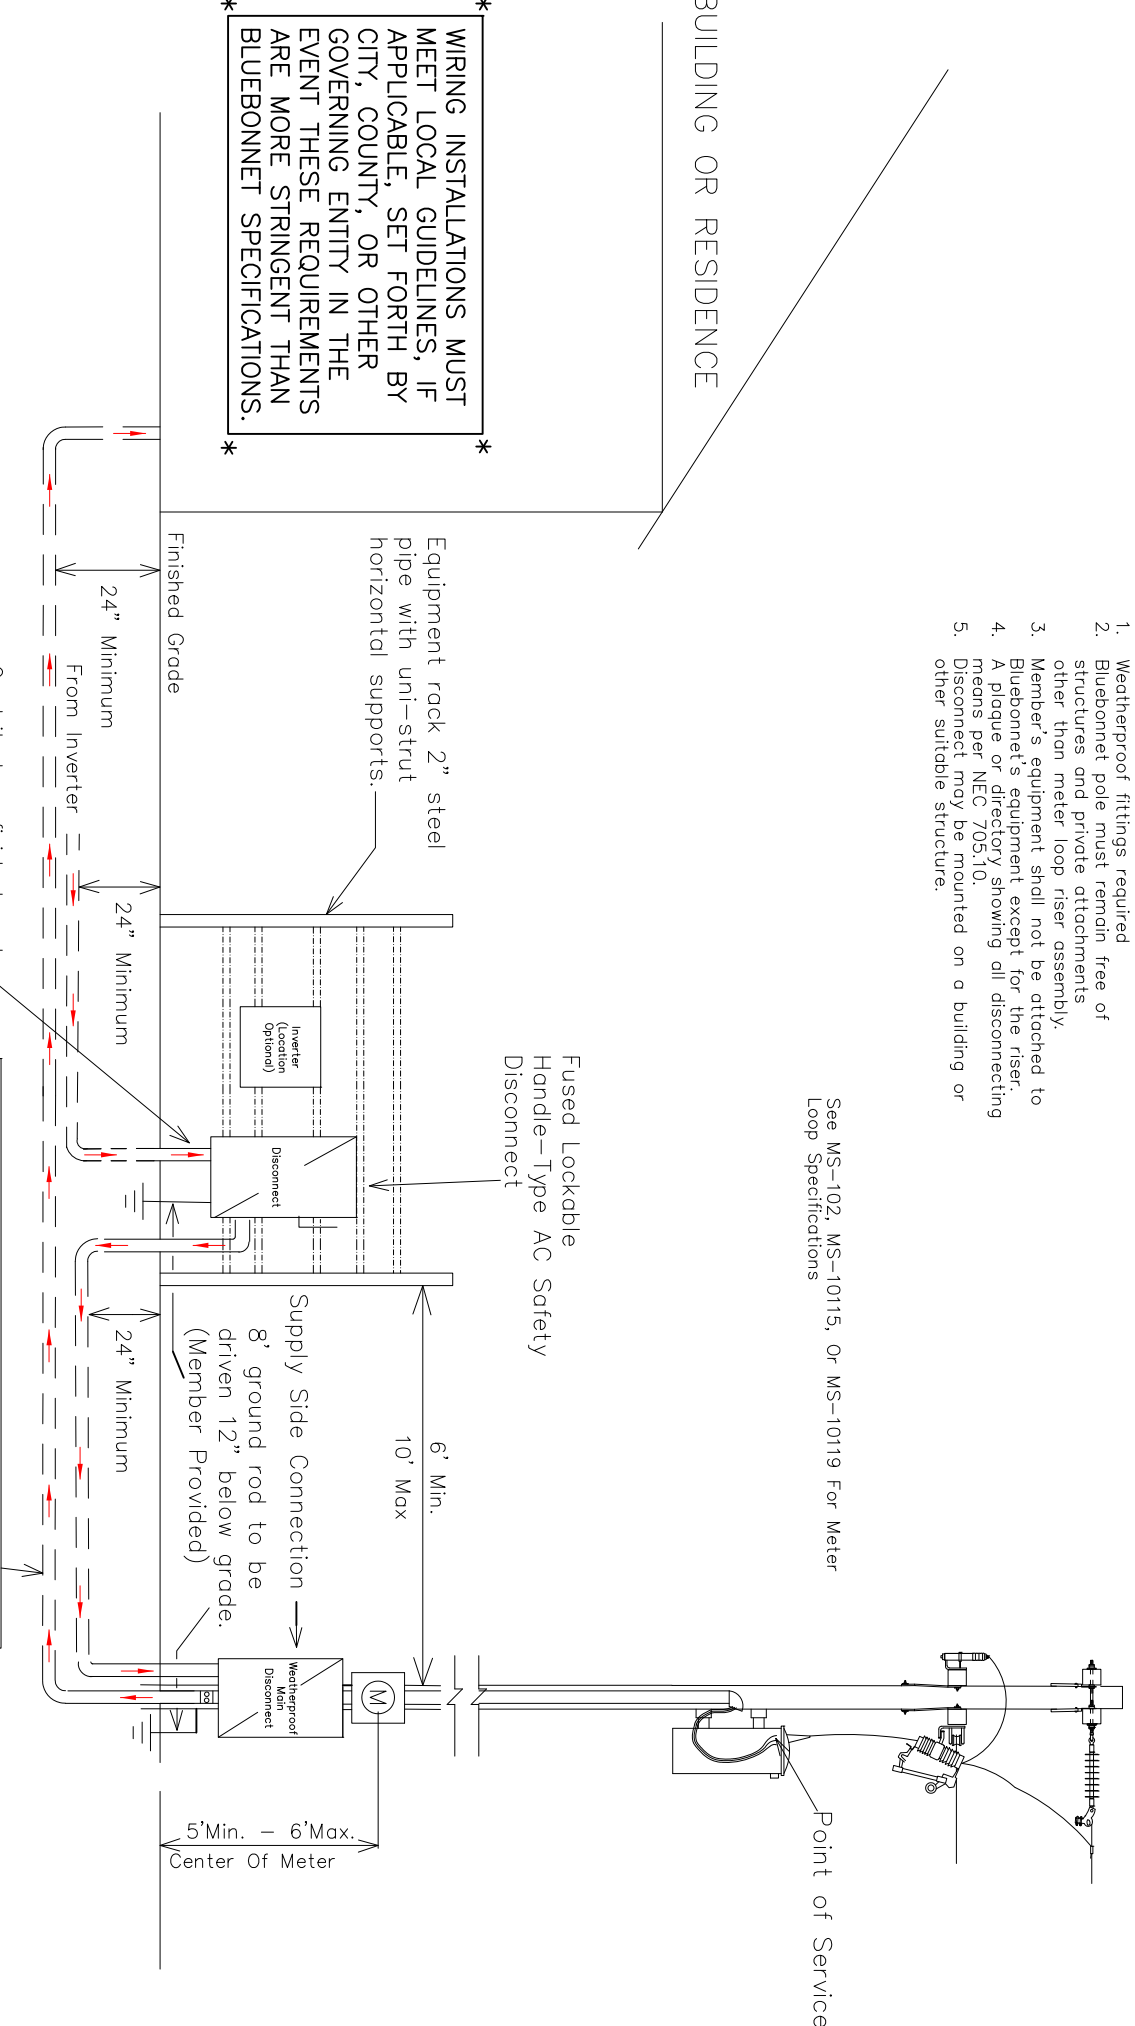 1. Weatherproof fittings required
2. Bluebonnet pole must remain free of
structures and private attachments
other than meter loop riser assembly.
3. Member's equipment shall not be attached to
Bluebonnet's equipment except for the riser.
4. A plaque or directory showing all disconnecting
means per NEC 705.10.
5. Disconnect may be mounted on a building or
other suitable structure.
See MS-102, MS-10115, Or MS-10119 For Meter
Loop Specifications
Point of Service
BUILDING OR RESIDENCE
Fused Lockable
Handle-Type AC Safety
Disconnect
* *
WIRING INSTALLATIONS MUST
MEET LOCAL GUIDELINES, IF
APPLICABLE, SET FORTH BY
CITY, COUNTY, OR OTHER
GOVERNING ENTITY IN THE
EVENT THESE REQUIREMENTS
ARE MORE STRINGENT THAN
BLUEBONNET SPECIFICATIONS.
* *
Equipment rack 2" steel
pipe with uni-strut
horizontal supports.
6' Min.
10' Max
M
Inverter
(Location
Optional)
Disconnect
Supply Side Connection
8' ground rod to be
driven 12" below grade.
(Member Provided)
Weatherproof
Main
Disconnect
5'Min. - 6'Max.
Center Of Meter
Finished Grade
24" Minimum
24" Minimum
24" Minimum
From Inverter